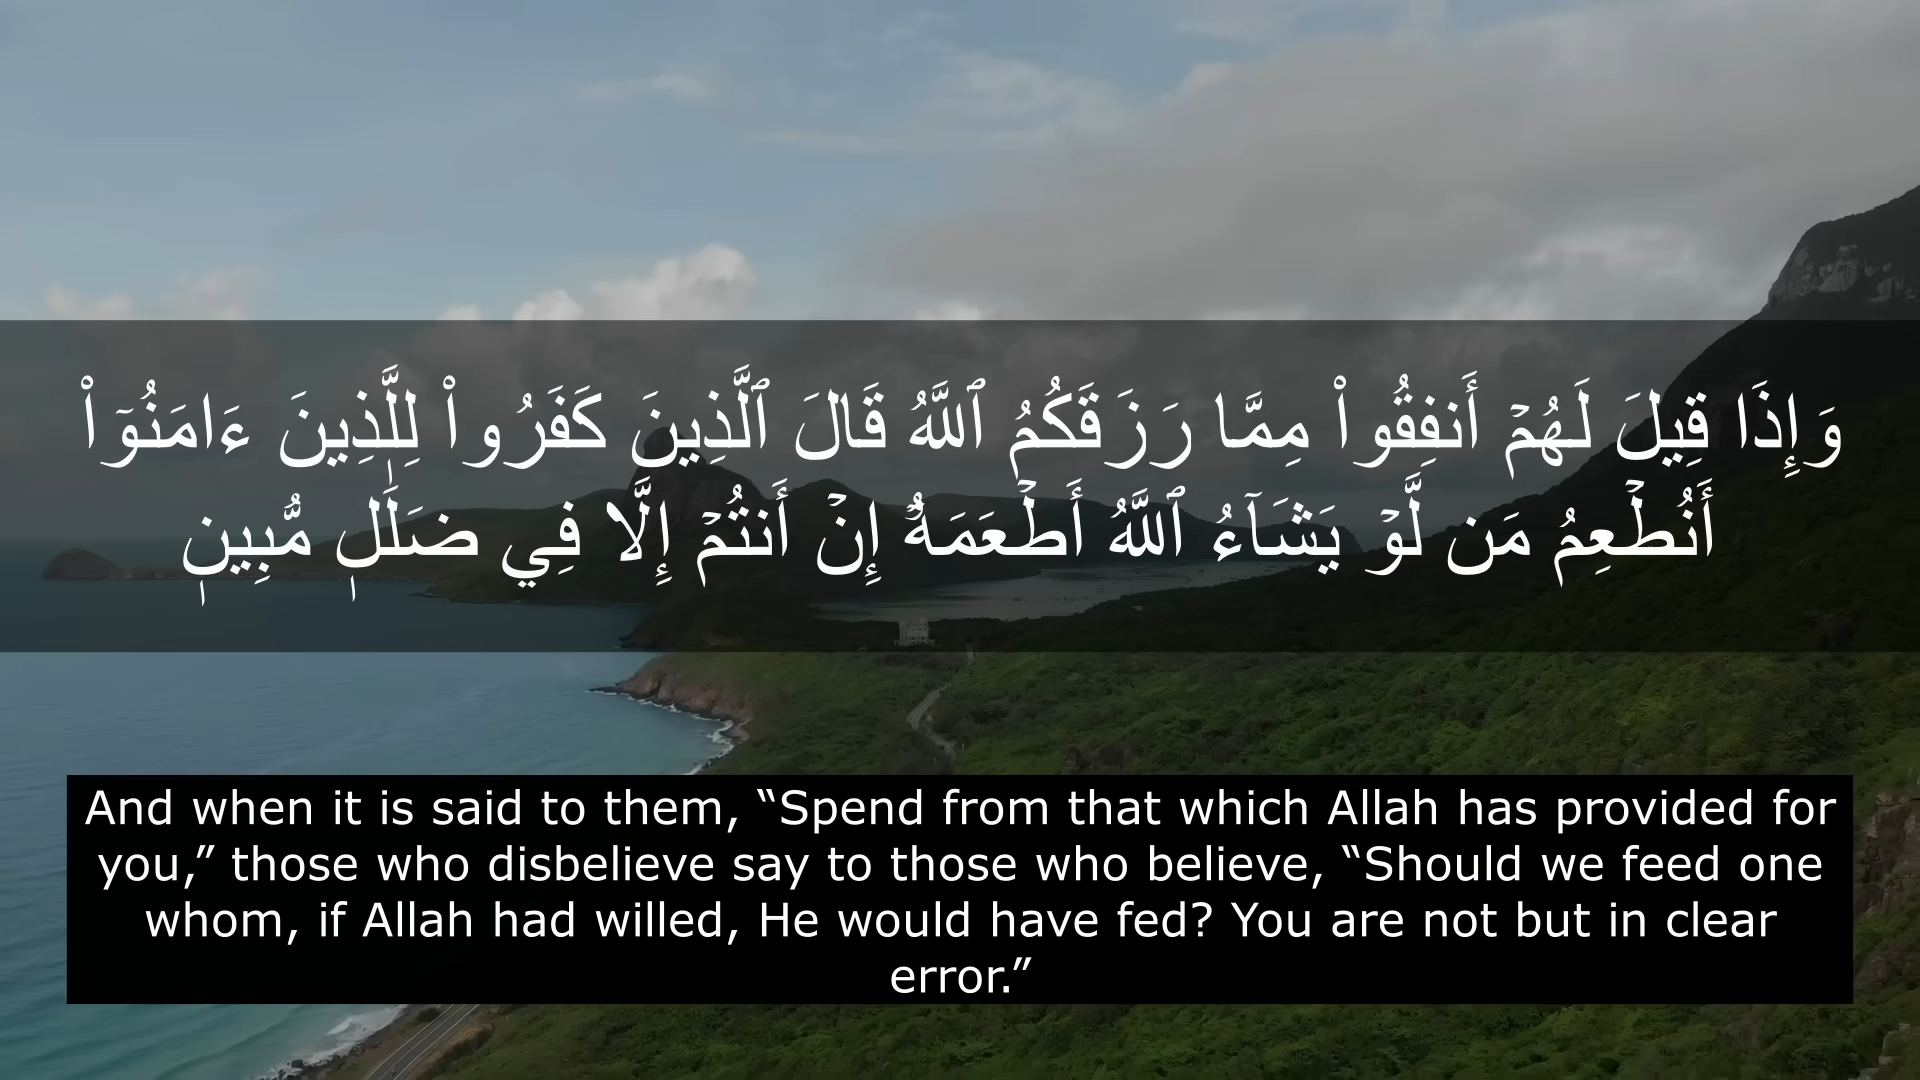 وَإِذَا قِيلَ لَهُمۡ أَنفِقُواْ مِمَّا رَزَقَكُمُ ٱللَّهُ قَالَ ٱلَّذِينَ كَفَرُواْ لِلَّذِينَ ءَامَنُوٓاْ
أَنُطۡعِمُ مَن لَّوۡ يَشَآءُ ٱللَّهُ أَطۡعَمَهُۥٓ إِنۡ أَنتُمۡ إِلَّا فِي ضَلَٰلٖ مُّبِينٖ
And when it is said to them, “Spend from that which Allah has provided for
you,” those who disbelieve say to those who believe, “Should we feed one
whom, if Allah had willed, He would have fed? You are not but in clear
error.”